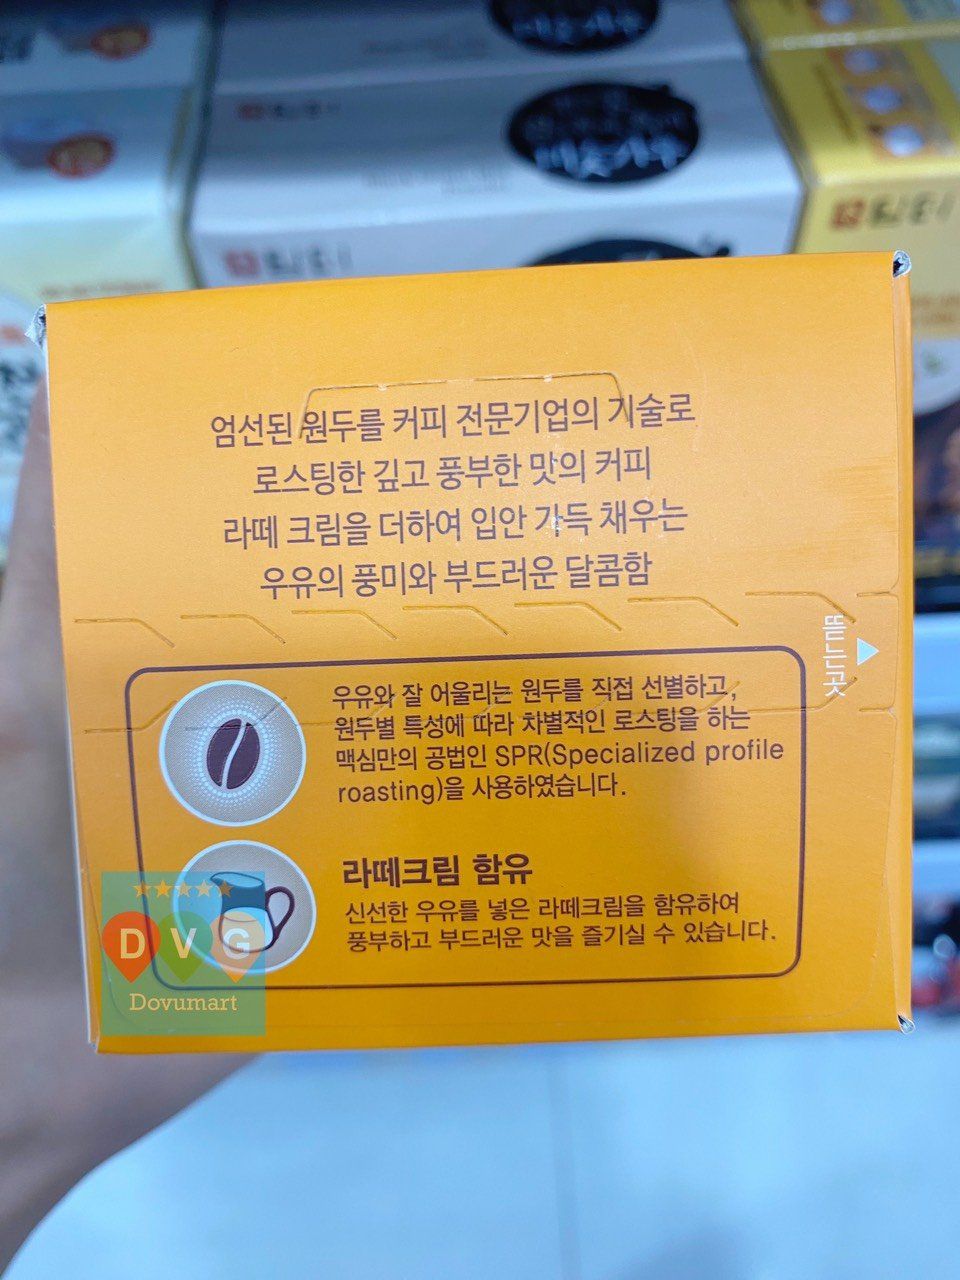 엄선된 원두를 커피 전문기업의 기술로
로스팅한 깊고 풍부한 맛의 커피
라떼 크림을 더하여 입안 가득 채우는
우유의 풍미와 부드러운 달콤함
뜯는곳
우유와 잘 어울리는 원두를 직접 선별하고,
원두별 특성에 따라 차별적인 로스팅을 하는
맥심만의 공법인 SPR(Specialized profile
roasting)을 사용하였습니다.
라떼크림 함유
신선한 우유를 넣은 라떼크림을 함유하여
풍부하고 부드러운 맛을 즐기실 수 있습니다.
DVG
Dovumart